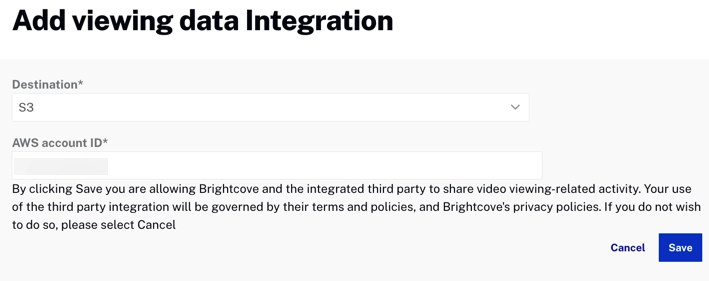 Add viewing data Integration
Destination*
S3
AWS account ID*
By clicking Save you are allowing Brightcove and the integrated third party to share video viewing-related activity. Your use
of the third party integration will be governed by their terms and policies, and Brightcove's privacy policies. If you do not wish
to do so, please select Cancel
Cancel Save